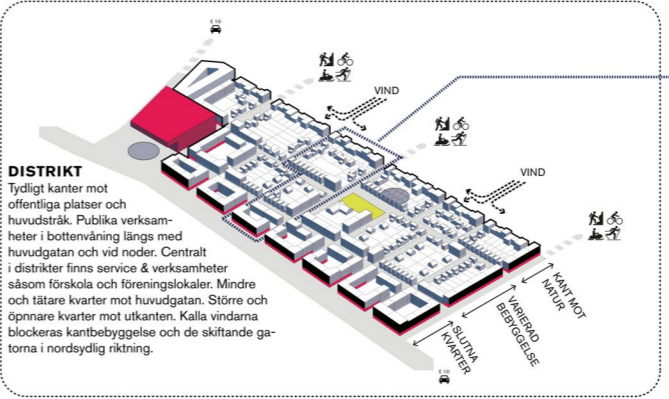 E 10
VIND
VIND
DISTRIKT
Tydligt kanter mot
offentliga platser och
huvudstråk. Publika verksam-
heter i bottenvåning längs med
huvudgatan och vid noder. Centralt
i distrikter finns service & verksamheter
såsom förskola och föreningslokaler. Mindre
och tätare kvarter mot huvudgatan. Större och
öpnnare kvarter mot utkanten. Kalla vindarna
blockeras kantbebyggelse och de skiftande ga-
torna i nordsydlig riktning.
KANT MOT
NATUR
VARIERAD
BEBYGGELSE
SLUTNA
KVARTER
E 10